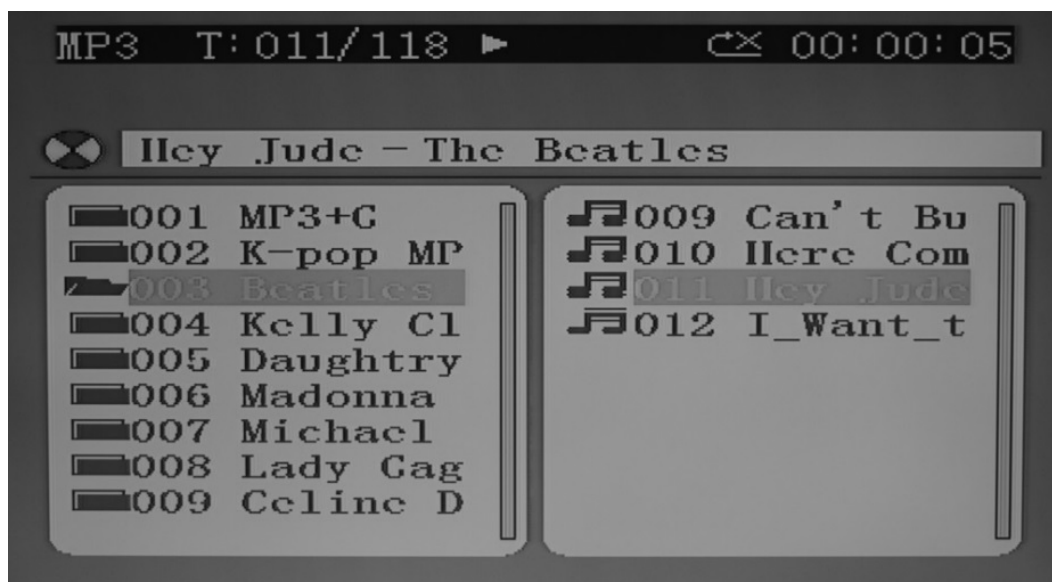 MP3 T:011/118 00:00:05
Hey Jude - The Beatles
001 MP3+G
002 K-pop MP
003 Beatles
004 Kelly Cl
005 Daughtry
006 Madonna
007 Michael
008 Lady Gag
009 Celine D
009 Can't Bu
010 Here Com
011 Hey Jude
012 I_Want_t